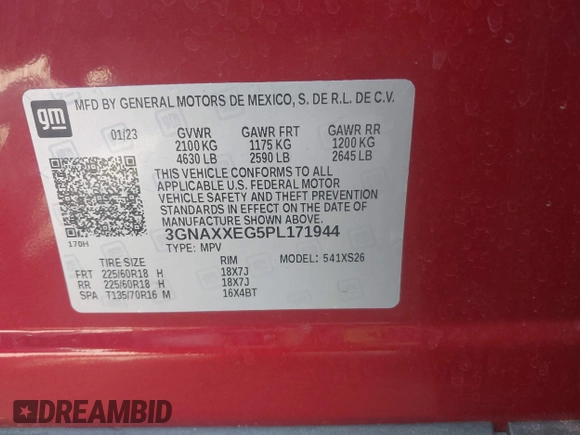 gm
MFD BY GENERAL MOTORS DE MEXICO, S. DE R.L. DE C.V.
01/23 GVWR GAWR FRT GAWR RR
2100 KG 1175 KG 1200 KG
4630 LB 2590 LB 2645 LB
THIS VEHICLE CONFORMS TO ALL
APPLICABLE U.S. FEDERAL MOTOR
VEHICLE SAFETY AND THEFT PREVENTION
STANDARDS IN EFFECT ON THE DATE OF
MANUFACTURE SHOWN ABOVE.
170H 3GNAXXEG5PL171944
TYPE: MPV
TIRE SIZE RIM MODEL: 541XS26
FRT 225/60R18 H 18X7J
RR 225/60R18 H 18X7J
SPA T135/70R16 M 16X4BT
DREAMBID